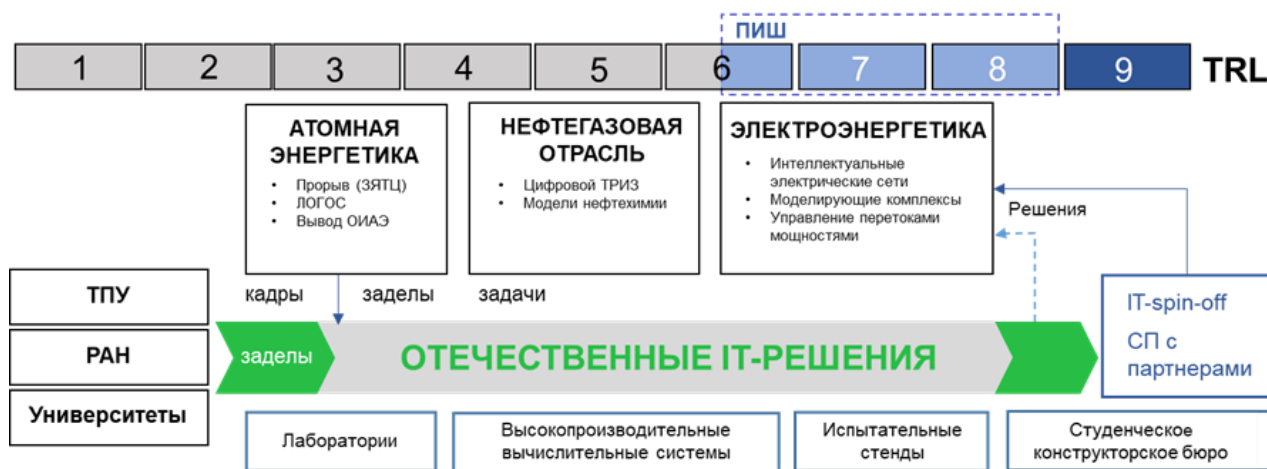 ПИШ
1 2 3 4 5 6 7 8 9 TRL
АТОМНАЯ
ЭНЕРГЕТИКА
• Прорыв (ЗЯТЦ)
• ЛОГОС
• Вывод ОИАЭ
НЕФТЕГАЗОВАЯ
ОТРАСЛЬ
• Цифровой ТРИЗ
• Модели нефтехимии
ЭЛЕКТРОЭНЕРГЕТИКА
• Интеллектуальные
электрические сети
• Моделирующие комплексы
• Управление перетоками
мощностями
Решения
ТПУ
РАН
Университеты
кадры заделы задачи
заделы
ОТЕЧЕСТВЕННЫЕ IT-РЕШЕНИЯ
IT-spin-off
СП с
партнерами
Лаборатории
Высокопроизводительные
вычислительные системы
Испытательные
стенды
Студенческое
конструкторское бюро